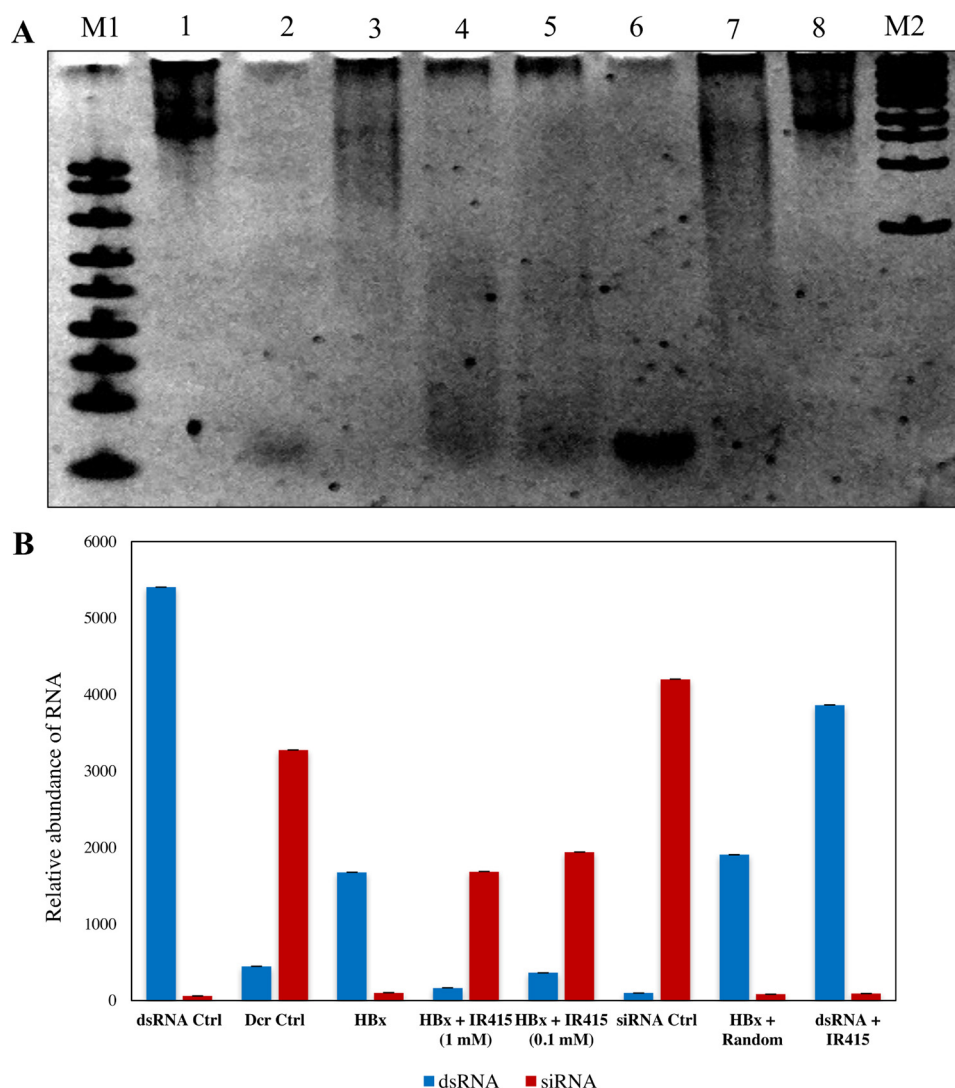 A
M1 1 2 3 4 5 6 7 8 M2
B
6000
5000
4000
3000
2000
1000
0
Relative abundance of RNA
dsRNA Ctrl Dcr Ctrl HBx HBx + IR415 (1 mM) HBx + IR415 (0.1 mM) siRNA Ctrl HBx + Random dsRNA + IR415
dsRNA siRNA